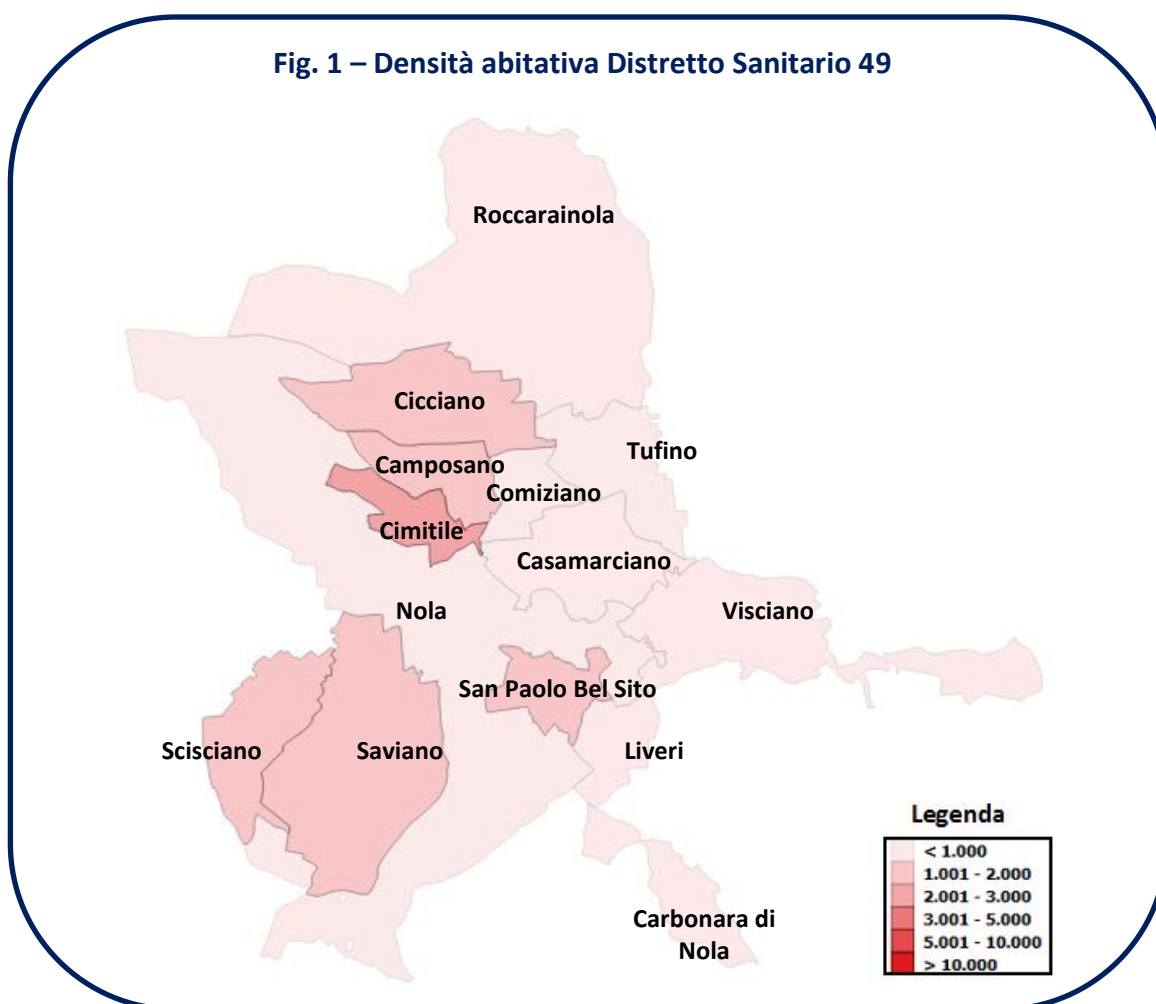 Fig. 1 – Densità abitativa Distretto Sanitario 49
Roccarainola
Cicciano
Tufino
Camposano
Comiziano
Cimitile
Casamarciano
Nola
Visciano
San Paolo Bel Sito
Scisciano
Saviano
Liveri
Carbonara di
Nola
Legenda
< 1.000
1.001 - 2.000
2.001 - 3.000
3.001 - 5.000
5.001 - 10.000
> 10.000